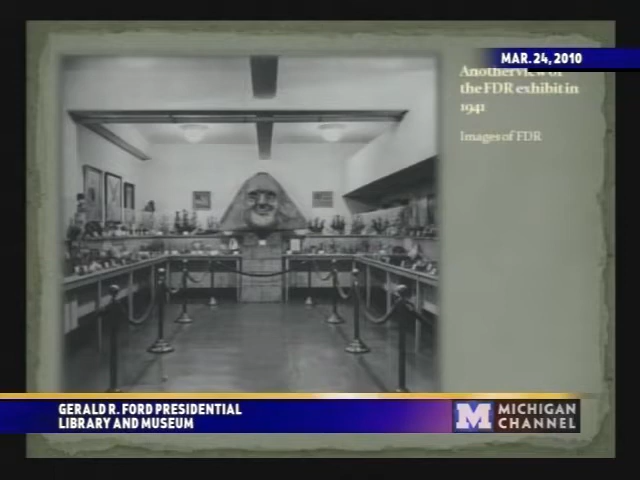 MAR. 24, 2010
Another view of
the FDR exhibit in
1941
Images of FDR
GERALD R. FORD PRESIDENTIAL
LIBRARY AND MUSEUM
M MICHIGAN
CHANNEL